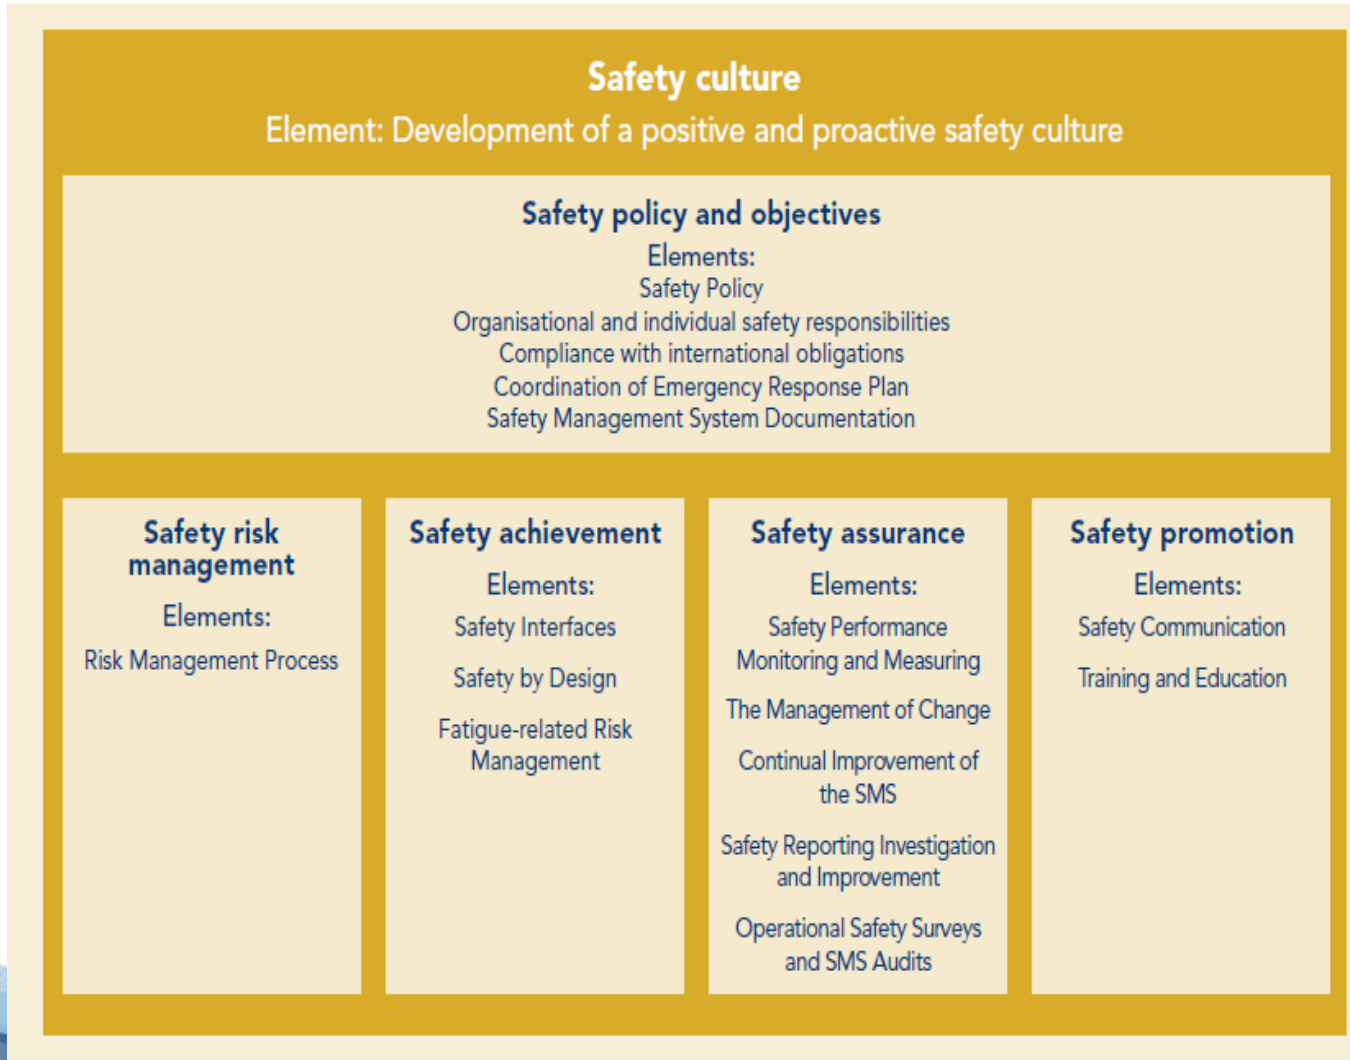 Safety culture
Element: Development of a positive and proactive safety culture
Safety policy and objectives
Elements:
Safety Policy
Organisational and individual safety responsibilities
Compliance with international obligations
Coordination of Emergency Response Plan
Safety Management System Documentation
Safety risk
management
Elements:
Risk Management Process
Safety achievement
Elements:
Safety Interfaces
Safety by Design
Fatigue-related Risk
Management
Safety assurance
Elements:
Safety Performance
Monitoring and Measuring
The Management of Change
Continual Improvement of
the SMS
Safety Reporting Investigation
and Improvement
Operational Safety Surveys
and SMS Audits
Safety promotion
Elements:
Safety Communication
Training and Education